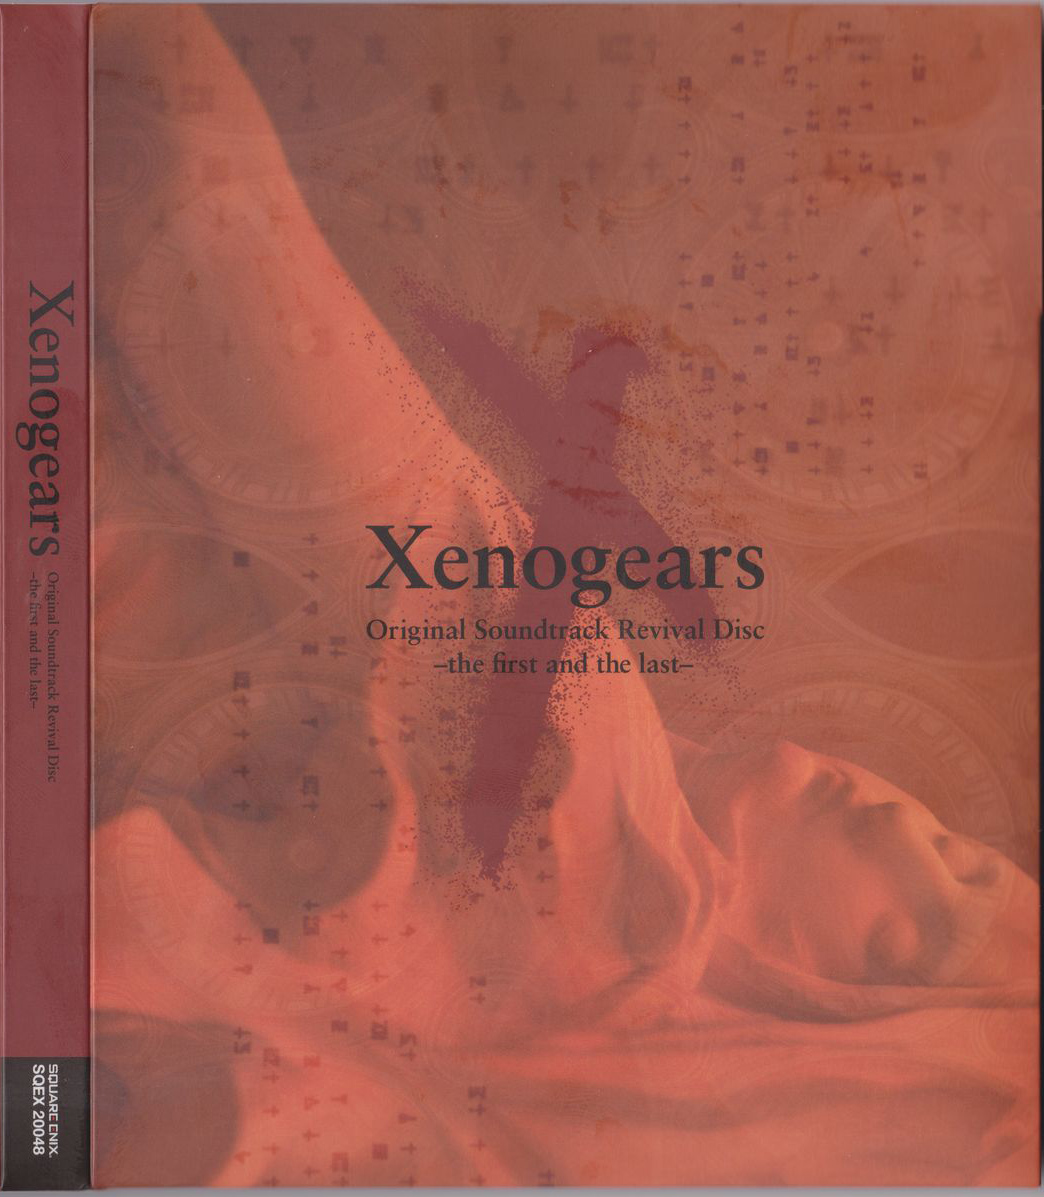 Xenogears
Original Soundtrack Revival Disc
–the first and the last–
Xenogears
Original Soundtrack Revival Disc
–the first and the last–
SQUARE ENIX.
SQEX 20048